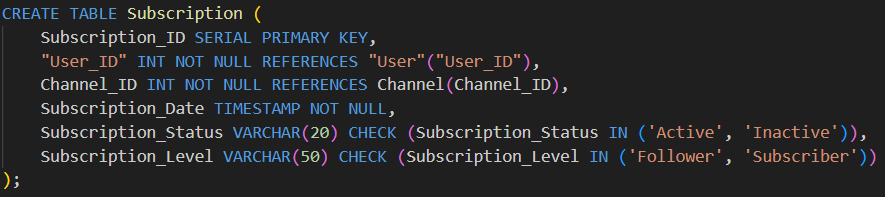 CREATE TABLE Subscription (
    Subscription_ID SERIAL PRIMARY KEY,
    "User_ID" INT NOT NULL REFERENCES "User"("User_ID"),
    Channel_ID INT NOT NULL REFERENCES Channel(Channel_ID),
    Subscription_Date TIMESTAMP NOT NULL,
    Subscription_Status VARCHAR(20) CHECK (Subscription_Status IN ('Active', 'Inactive')),
    Subscription_Level VARCHAR(50) CHECK (Subscription_Level IN ('Follower', 'Subscriber'))
);